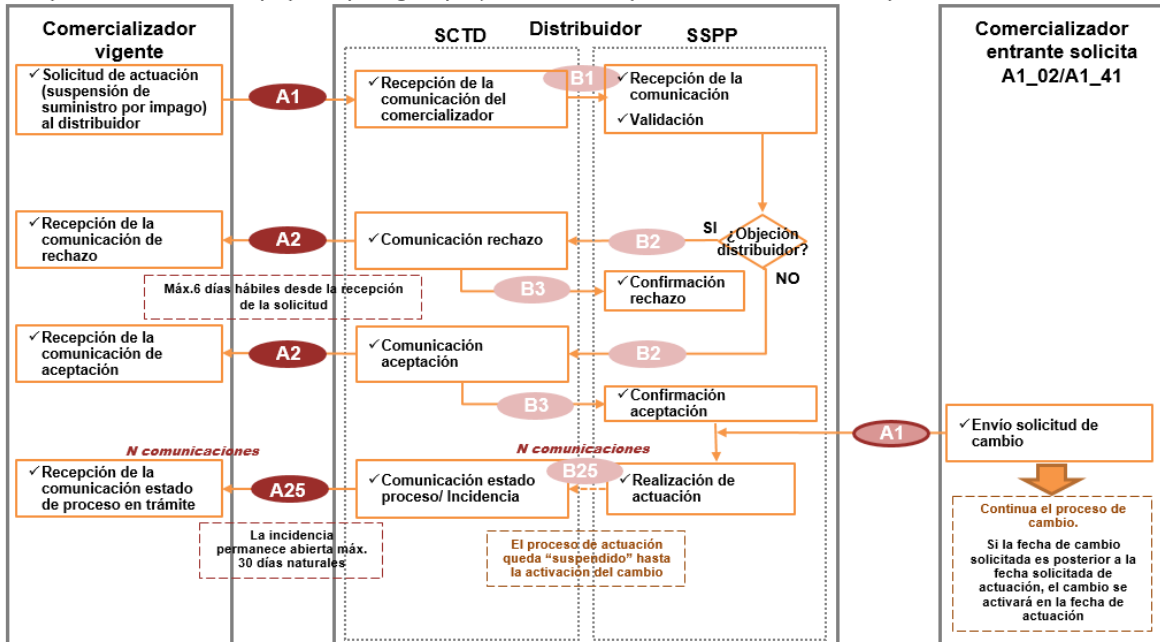 Comercializador
vigente
Distribuidor
SCTD
SSPP
Comercializador
entrante solicita
A1_02/A1_41
✓Solicitud de actuación
(suspensión de
suministro por impago)
al distribuidor
A1
✓Recepción de la
comunicación del
comercializador
B1
✓Recepción de la
comunicación
✓Validación
✓Recepción de la
comunicación de
rechazo
A2
✓Comunicación rechazo
B2
SI
¿Objeción
distribuidor?
NO
Máx.6 días hábiles desde la recepción
de la solicitud
B3
✓Confirmación
rechazo
✓Recepción de la
comunicación de
aceptación
A2
✓Comunicación
aceptación
B2
B3
✓Confirmación
aceptación
A1
✓Envío solicitud de
cambio
N comunicaciones
N comunicaciones
✓Recepción de la
comunicación estado
de proceso en trámite
A25
✓Comunicación estado
proceso/ Incidencia
B25
✓Realización de
actuación
La incidencia
permanece abierta máx.
30 días naturales
El proceso de actuación
queda “suspendido” hasta
la activación del cambio
Continua el proceso de
cambio.
Si la fecha de cambio
solicitada es posterior a la
fecha solicitada de
actuación, el cambio se
activará en la fecha de
actuación